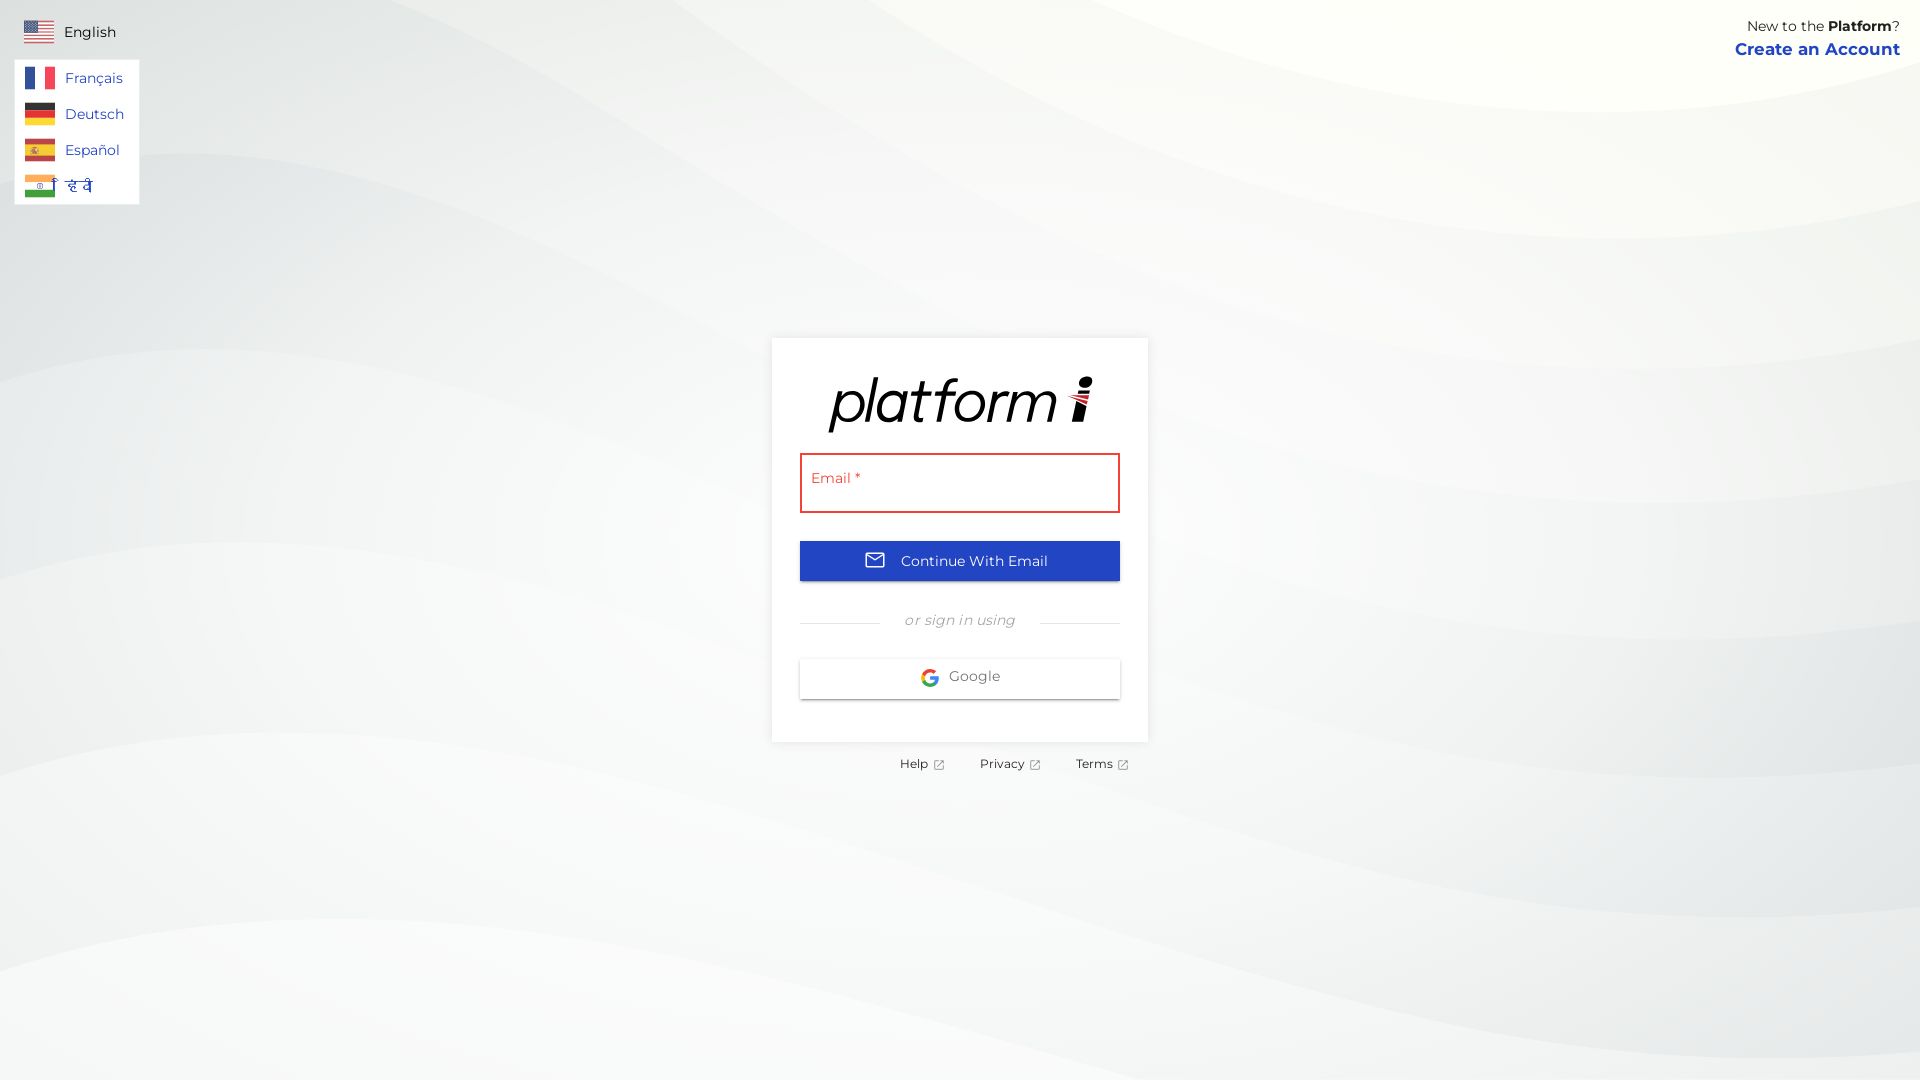 English
Français
Deutsch
Español
हिंदी
New to the Platform?
Create an Account
platform i
Email *
Continue With Email
or sign in using
Google
Help
Privacy
Terms